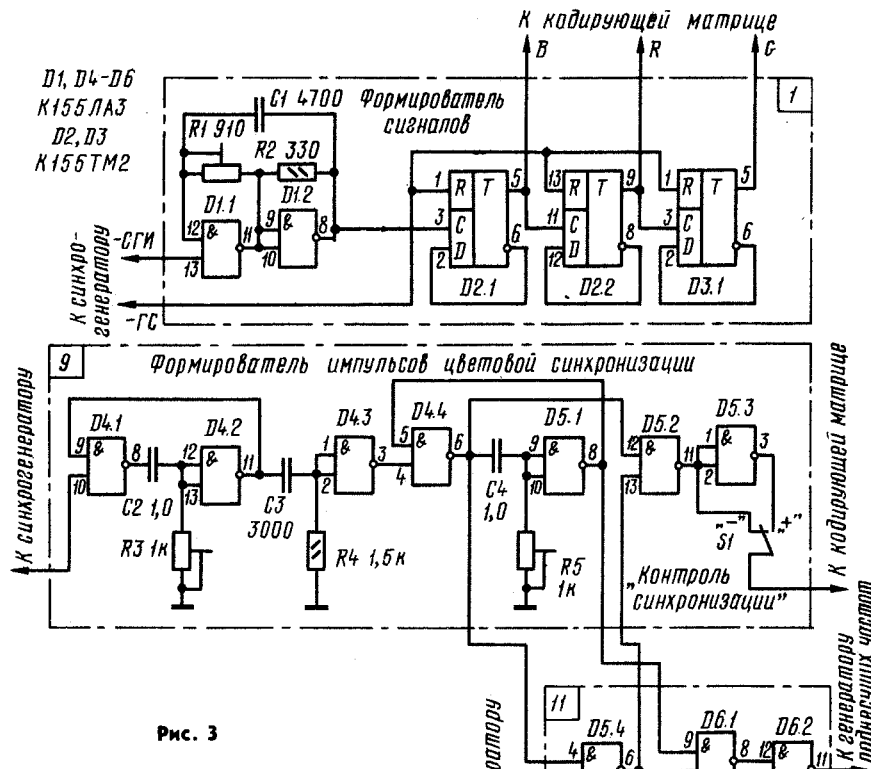 К кодирующей матрице
B
R
G
D1, D4-D6
К155ЛА3
D2, D3
К155ТМ2
C1 4700
Формирователь
сигналов
1
R1 910
R2 330
D1.1
D1.2
12
13
11
&
9
10
&
8
1
R
T
5
3
C
2
D
6
D2.1
13
R
T
9
11
C
12
D
8
D2.2
1
R
T
5
3
C
2
D
6
D3.1
-СГИ
К синхро-
генератору
-ГС
9
Формирователь импульсов цветовой синхронизации
К синхрогенератору
D4.1
9
10
&
8
C2 1,0
D4.2
12
13
&
11
C3
3000
D4.3
1
2
&
3
D4.4
5
4
&
6
C4
1,0
D5.1
9
10
&
8
D5.2
12
13
&
11
D5.3
1
2
&
3
R3 1к
R4 1,5к
R5
1к
„−”
„+”
S1
„Контроль
синхронизации”
К кодирующей матрице
Рис. 3
11
D5.4
4
&
6
D6.1
9
&
8
D6.2
12
&
11
К генератору
поднесущих частот